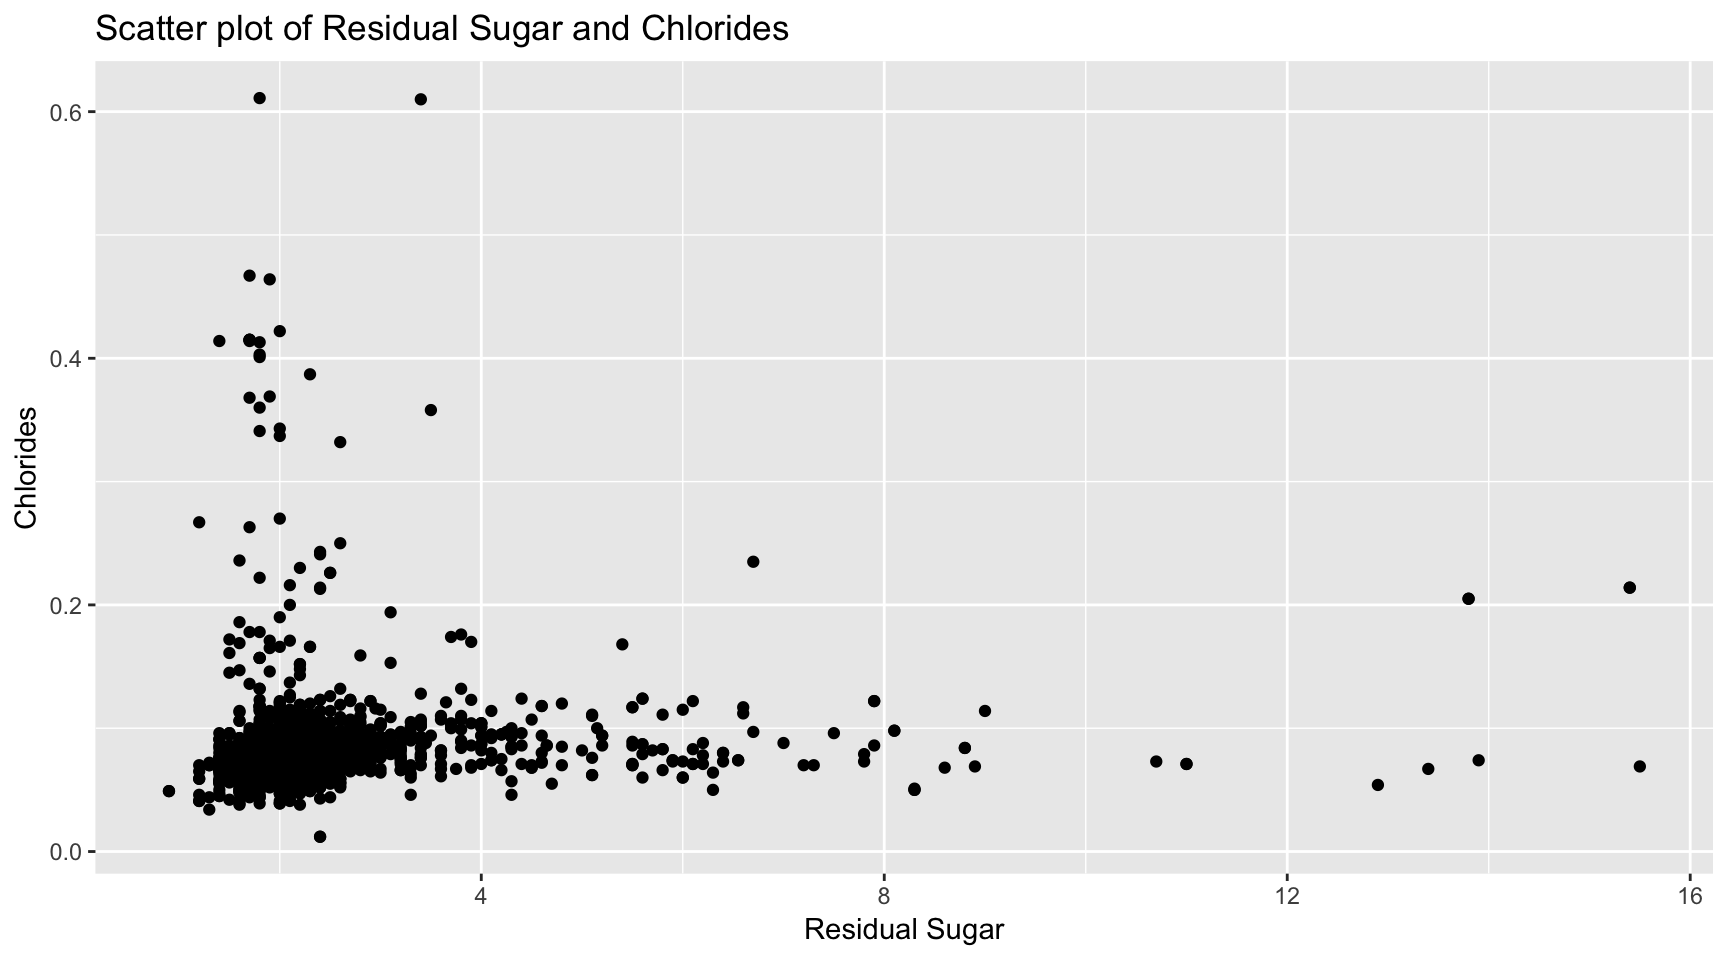 Scatter plot of Residual Sugar and Chlorides
0.6
0.4
0.2
0.0
Chlorides
4 8 12 16
Residual Sugar